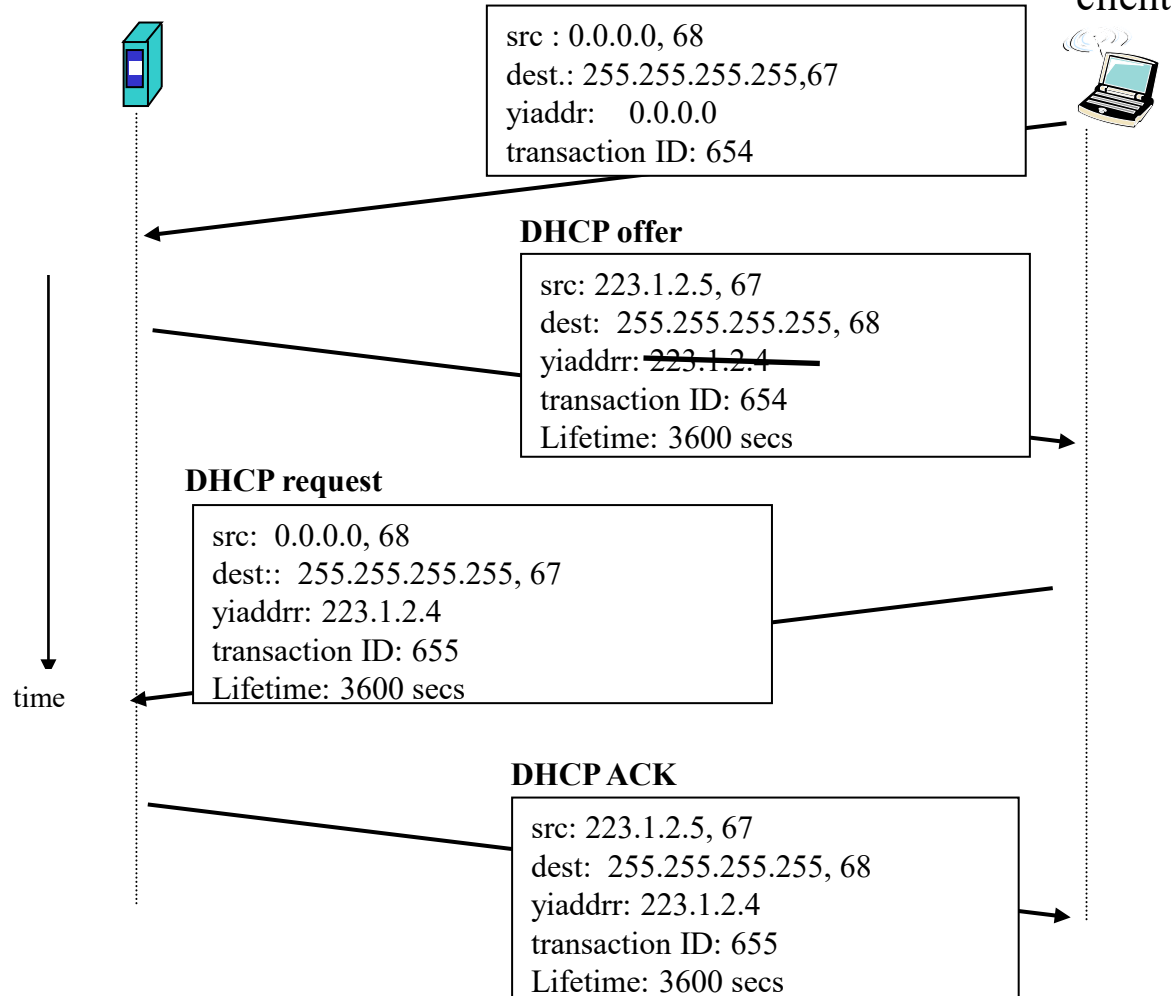 client
src : 0.0.0.0, 68
dest.: 255.255.255.255,67
yiaddr: 0.0.0.0
transaction ID: 654
DHCP offer
src: 223.1.2.5, 67
dest: 255.255.255.255, 68
yiaddrr: 223.1.2.4
transaction ID: 654
Lifetime: 3600 secs
DHCP request
src: 0.0.0.0, 68
dest:: 255.255.255.255, 67
yiaddrr: 223.1.2.4
transaction ID: 655
Lifetime: 3600 secs
time
DHCP ACK
src: 223.1.2.5, 67
dest: 255.255.255.255, 68
yiaddrr: 223.1.2.4
transaction ID: 655
Lifetime: 3600 secs